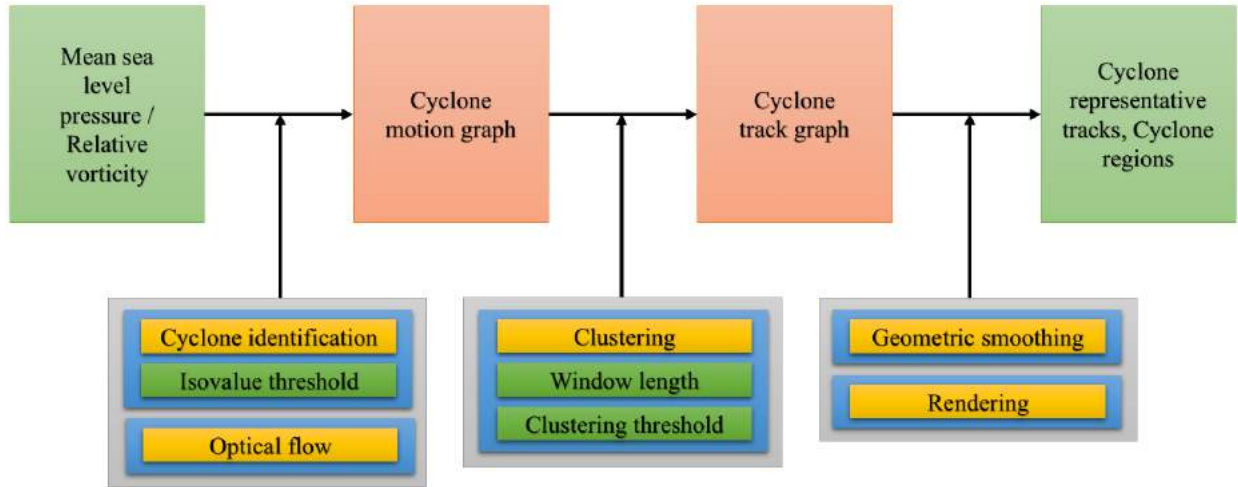 Mean sea
level
pressure /
Relative
vorticity
Cyclone
motion graph
Cyclone
track graph
Cyclone
representative
tracks, Cyclone
regions
Cyclone identification
Isovalue threshold
Optical flow
Clustering
Window length
Clustering threshold
Geometric smoothing
Rendering